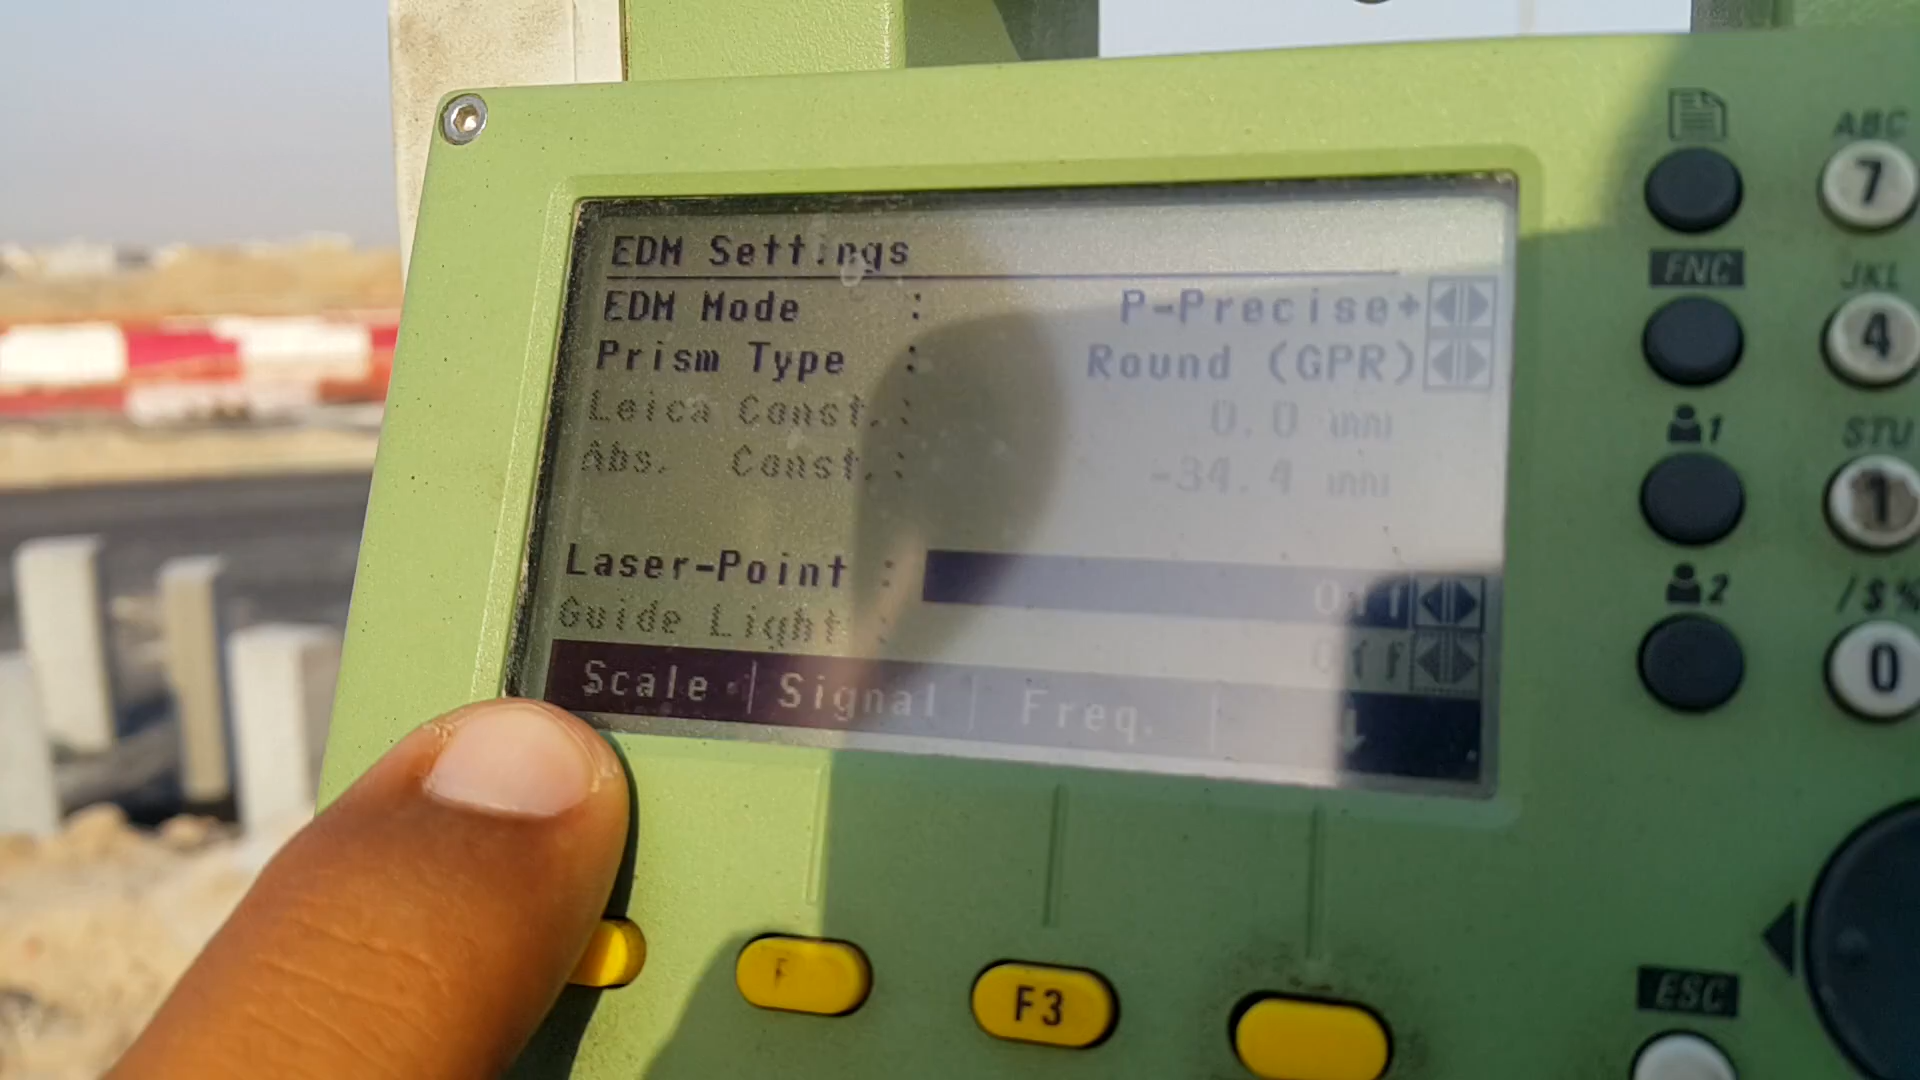 EDM Settings
EDM Mode : P-Precise+
Prism Type : Round (GPR)
Leica Const.: 0.0 mm
Abs. Const.: -34.4 mm
Laser-Point : Off
Guide Light : Off
Scale | Signal | Freq. | ↓
F
F3
ABC
7
FNC
JKL
4
1
STU
1
2
/$%
0
ESC